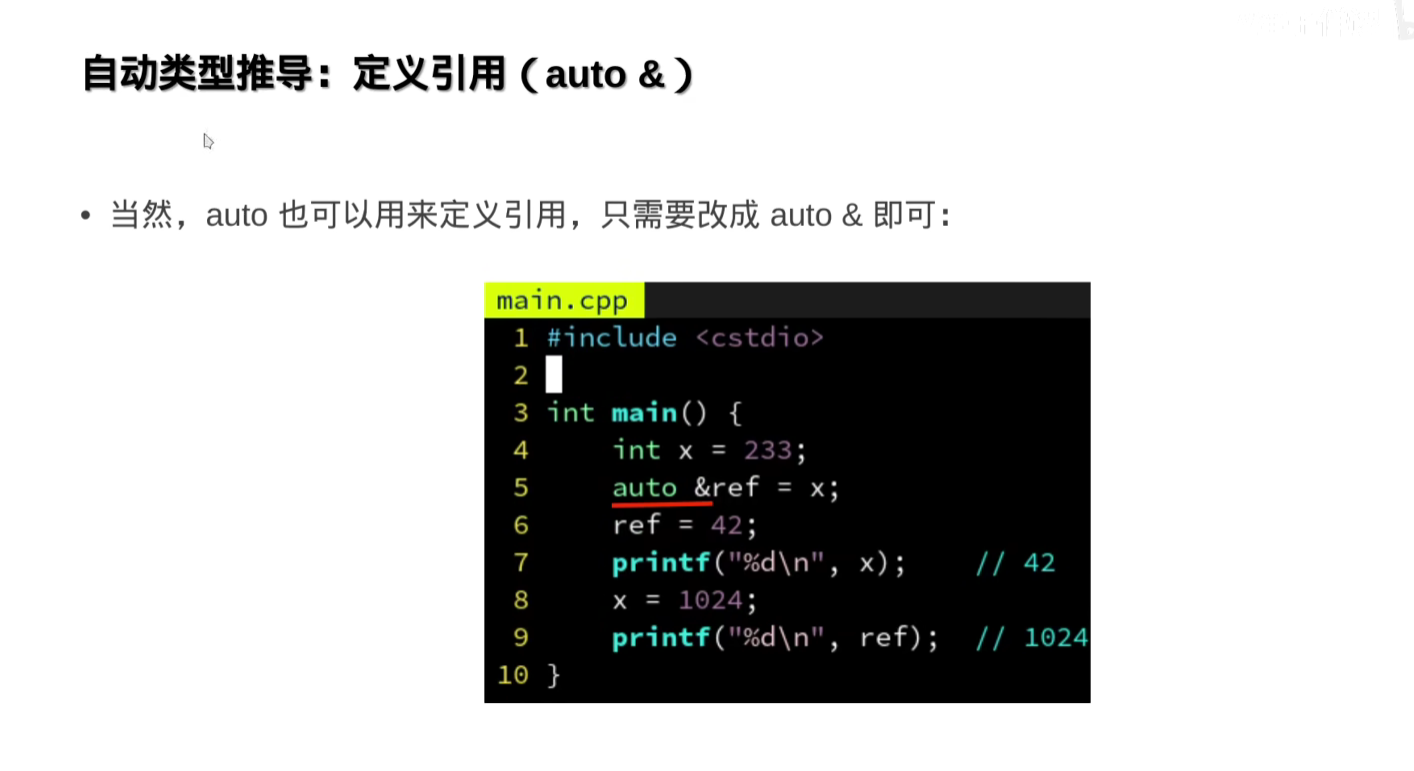 自动类型推导：定义引用（auto &）
• 当然，auto 也可以用来定义引用，只需要改成 auto & 即可：
main.cpp
1 #include <cstdio>
2
3 int main() {
4     int x = 233;
5     auto &ref = x;
6     ref = 42;
7     printf("%d\n", x);    // 42
8     x = 1024;
9     printf("%d\n", ref);  // 1024
10 }